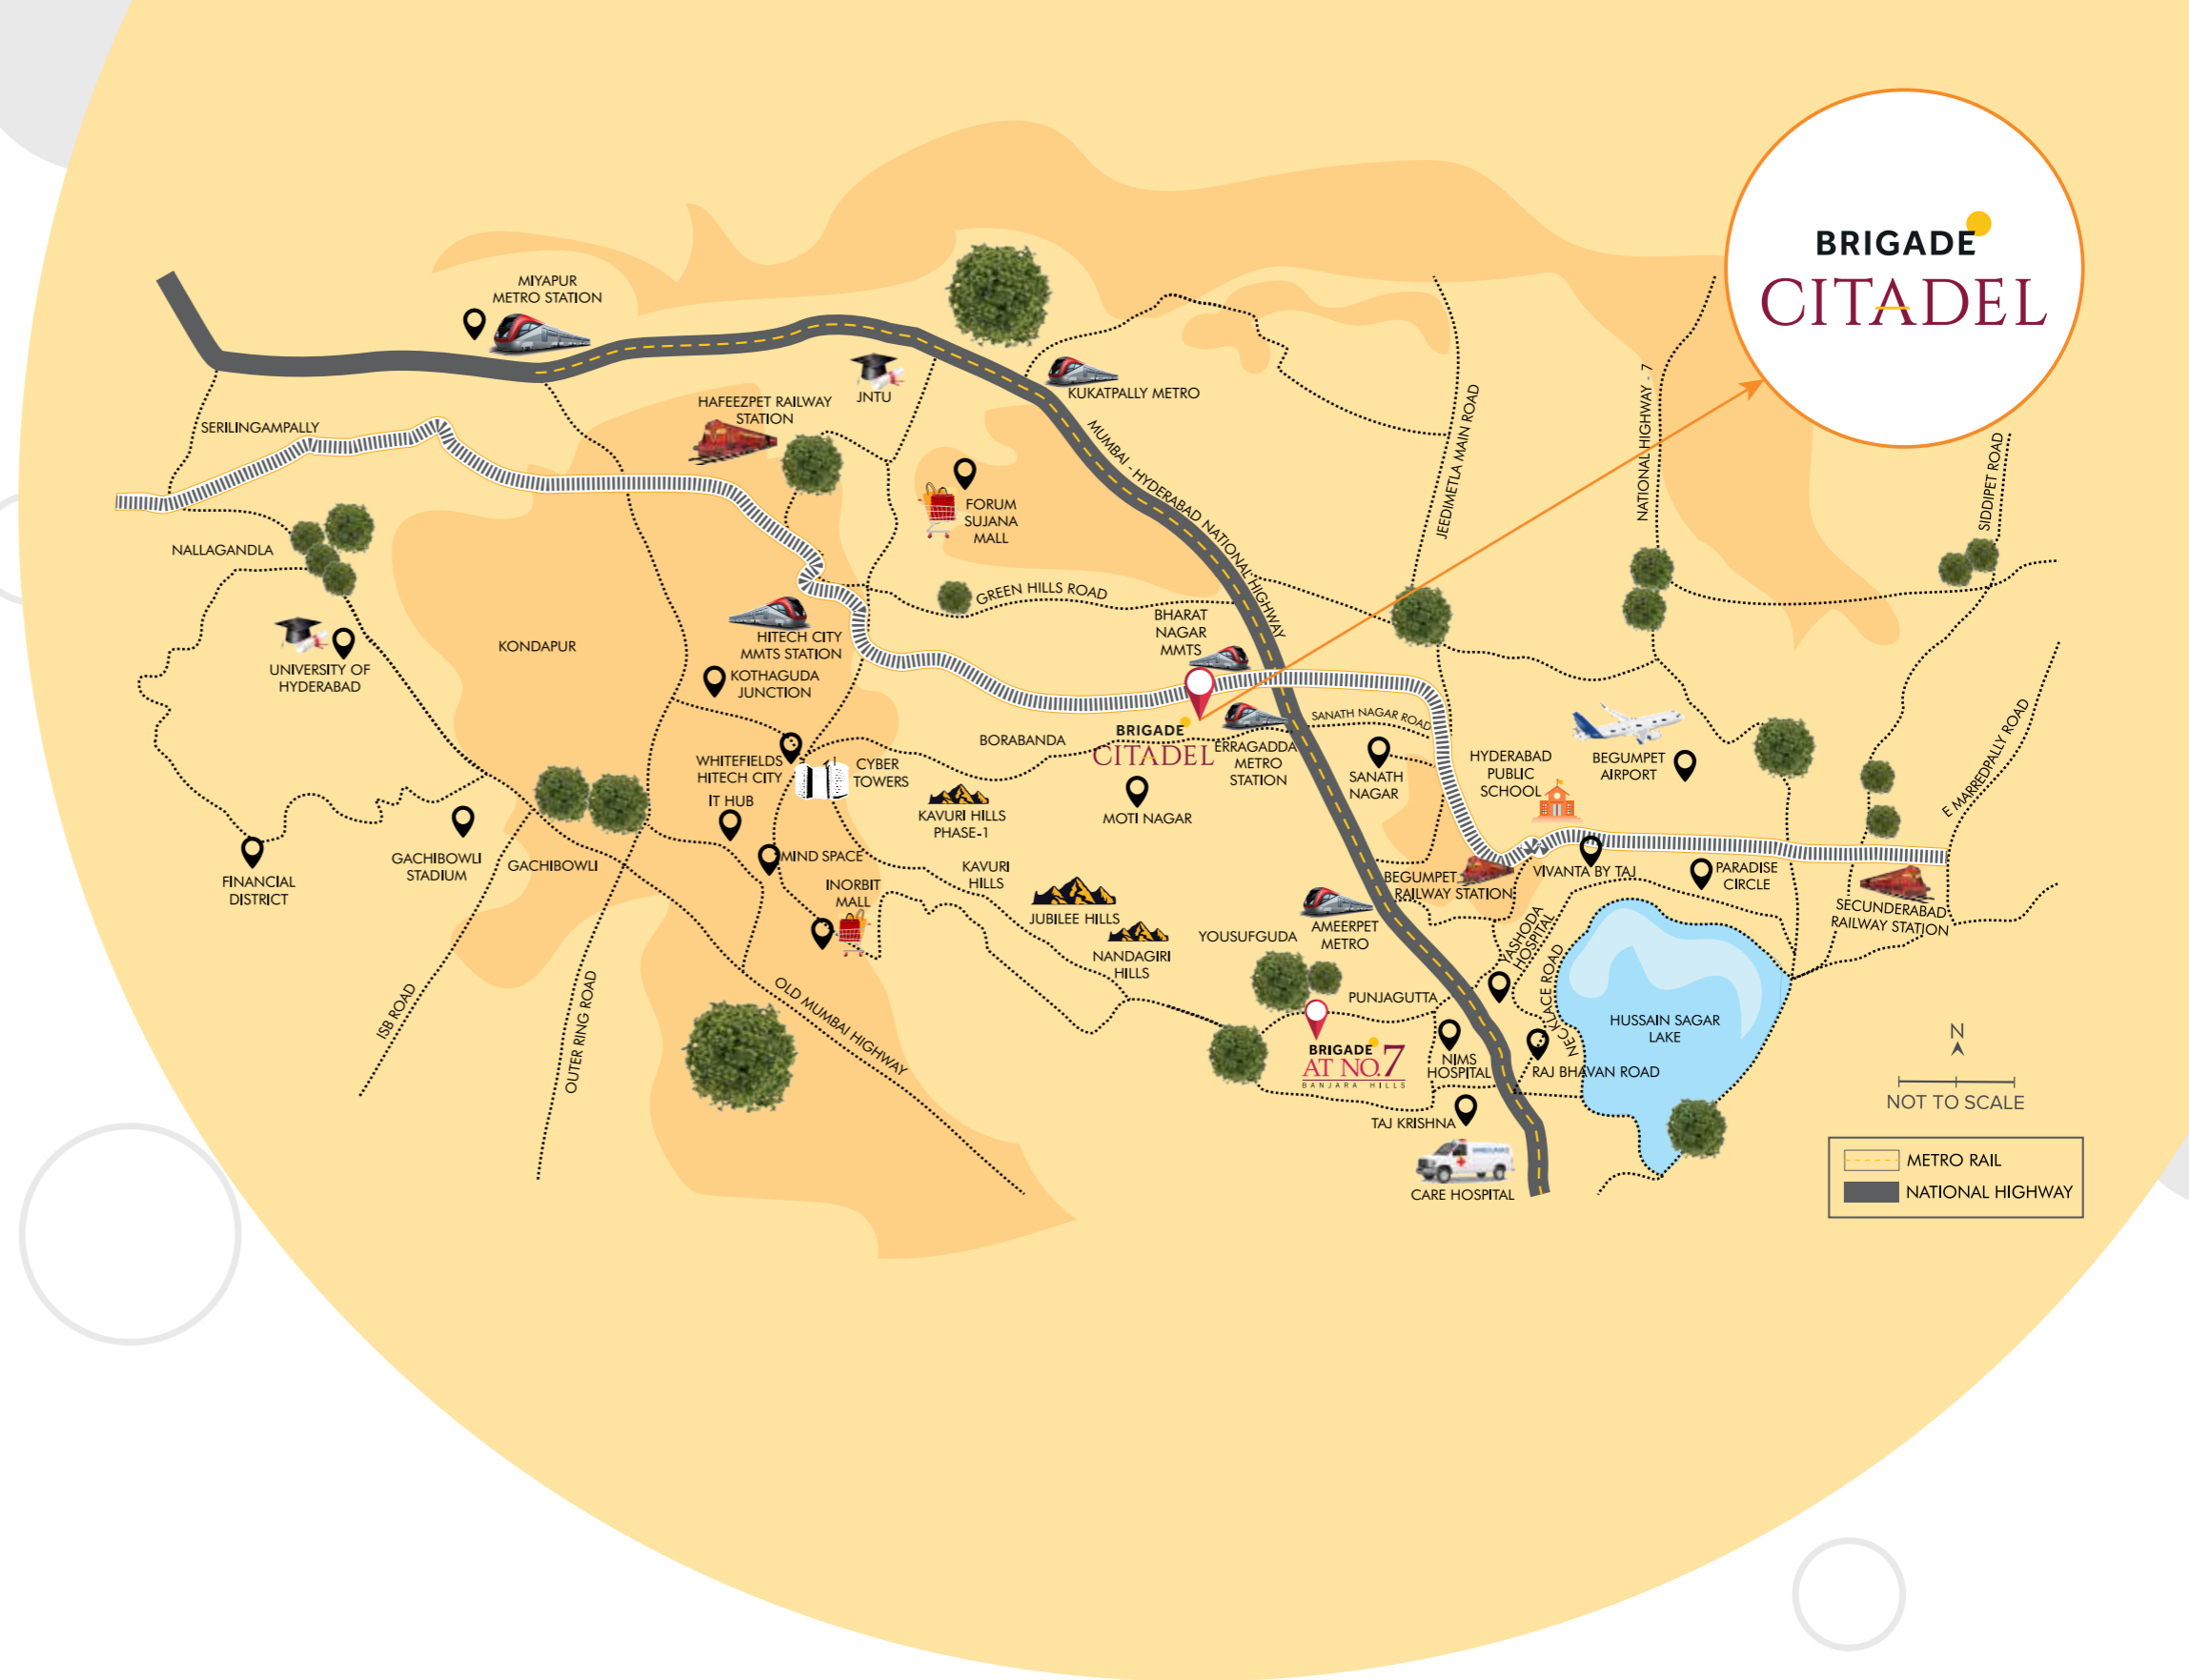 BRIGADE
CITADEL
MIYAPUR
METRO STATION
JNTU
KUKATPALLY METRO
HAFEEZPET RAILWAY
STATION
SERILINGAMPALLY
MUMBAI - HYDERABAD NATIONAL HIGHWAY
JEEDIMETLA MAIN ROAD
NATIONAL HIGHWAY - 7
SIDDIPET ROAD
FORUM
SUJANA
MALL
NALLAGANDLA
GREEN HILLS ROAD
BHARAT
NAGAR
MMTS
UNIVERSITY OF
HYDERABAD
KONDAPUR
HITECH CITY
MMTS STATION
KOTHAGUDA
JUNCTION
BRIGADE
CITADEL
BORABANDA
ERRAGADDA
METRO
STATION
SANATH NAGAR ROAD
SANATH
NAGAR
HYDERABAD
PUBLIC
SCHOOL
BEGUMPET
AIRPORT
E MARREDPALLY ROAD
WHITEFIELDS
HITECH CITY
CYBER
TOWERS
IT HUB
KAVURI HILLS
PHASE-1
MOTI NAGAR
MIND SPACE
GACHIBOWLI
STADIUM
GACHIBOWLI
FINANCIAL
DISTRICT
INORBIT
MALL
KAVURI
HILLS
JUBILEE HILLS
NANDAGIRI
HILLS
YOUSUFGUDA
AMEERPET
METRO
BEGUMPET
RAILWAY STATION
VIVANTA BY TAJ
PARADISE
CIRCLE
SECUNDERABAD
RAILWAY STATION
YASHODA
HOSPITAL
NECKLACE ROAD
HUSSAIN SAGAR
LAKE
PUNJAGUTTA
BRIGADE
AT NO.7
BANJARA HILLS
NIMS
HOSPITAL
RAJ BHAVAN ROAD
TAJ KRISHNA
CARE HOSPITAL
ISB ROAD
OUTER RING ROAD
OLD MUMBAI HIGHWAY
N
NOT TO SCALE
METRO RAIL
NATIONAL HIGHWAY